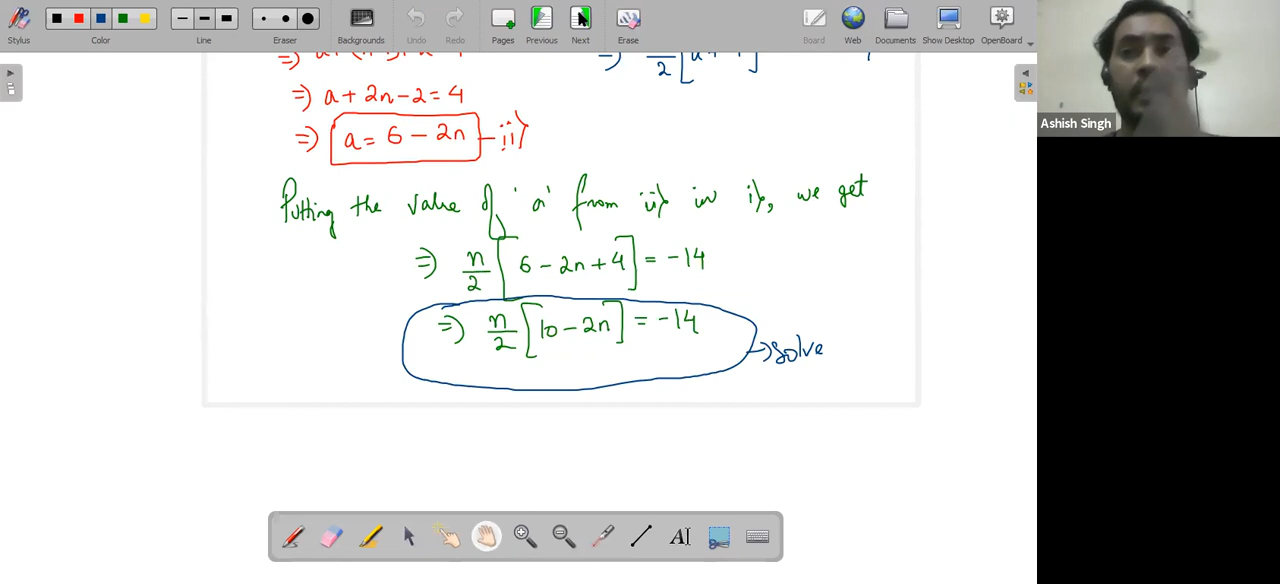 Stylus
Color
Line
Eraser
Backgrounds
Undo
Redo
Pages
Previous
Next
Erase
Board
Web
Documents
Show Desktop
OpenBoard
Ashish Singh
⇒ a + 2n - 2 = 4
⇒ a = 6 - 2n - ii>
Putting the value of 'a' from ii> in i>, we get
⇒ n/2 [6 - 2n + 4] = -14
⇒ n/2 [10 - 2n] = -14
→ Solve
AI